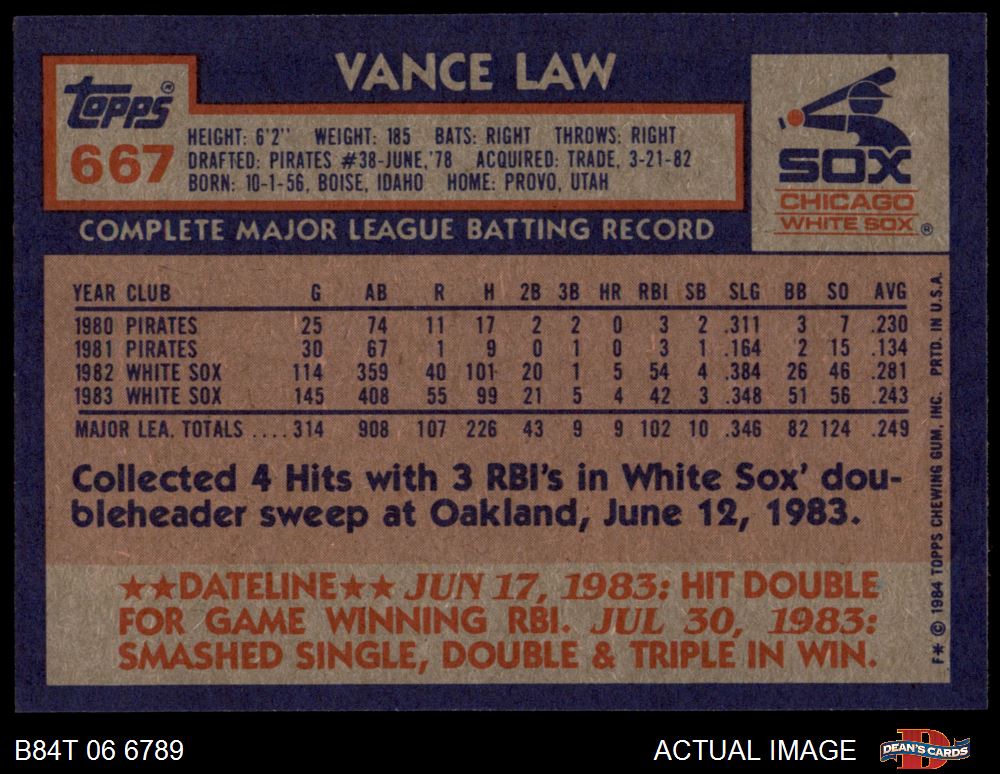 VANCE LAW
topps®
667
HEIGHT: 6'2" WEIGHT: 185 BATS: RIGHT THROWS: RIGHT
DRAFTED: PIRATES #38-JUNE,'78 ACQUIRED: TRADE, 3-21-82
BORN: 10-1-56, BOISE, IDAHO HOME: PROVO, UTAH
SOX
CHICAGO
WHITE SOX ®
COMPLETE MAJOR LEAGUE BATTING RECORD
YEAR CLUB G AB R H 2B 3B HR RBI SB SLG BB SO AVG
1980 PIRATES 25 74 11 17 2 2 0 3 2 .311 3 7 .230
1981 PIRATES 30 67 1 9 0 1 0 3 1 .164 2 15 .134
1982 WHITE SOX 114 359 40 101 20 1 5 54 4 .384 26 46 .281
1983 WHITE SOX 145 408 55 99 21 5 4 42 3 .348 51 56 .243
MAJOR LEA. TOTALS ....314 908 107 226 43 9 9 102 10 .346 82 124 .249
Collected 4 Hits with 3 RBI's in White Sox' dou-
bleheader sweep at Oakland, June 12, 1983.
★★DATELINE★★ JUN 17, 1983: HIT DOUBLE
FOR GAME WINNING RBI. JUL 30, 1983:
SMASHED SINGLE, DOUBLE & TRIPLE IN WIN.
F* © 1984 TOPPS CHEWING GUM, INC. PRTD. IN U.S.A.
B84T 06 6789
ACTUAL IMAGE
DEAN'S CARDS